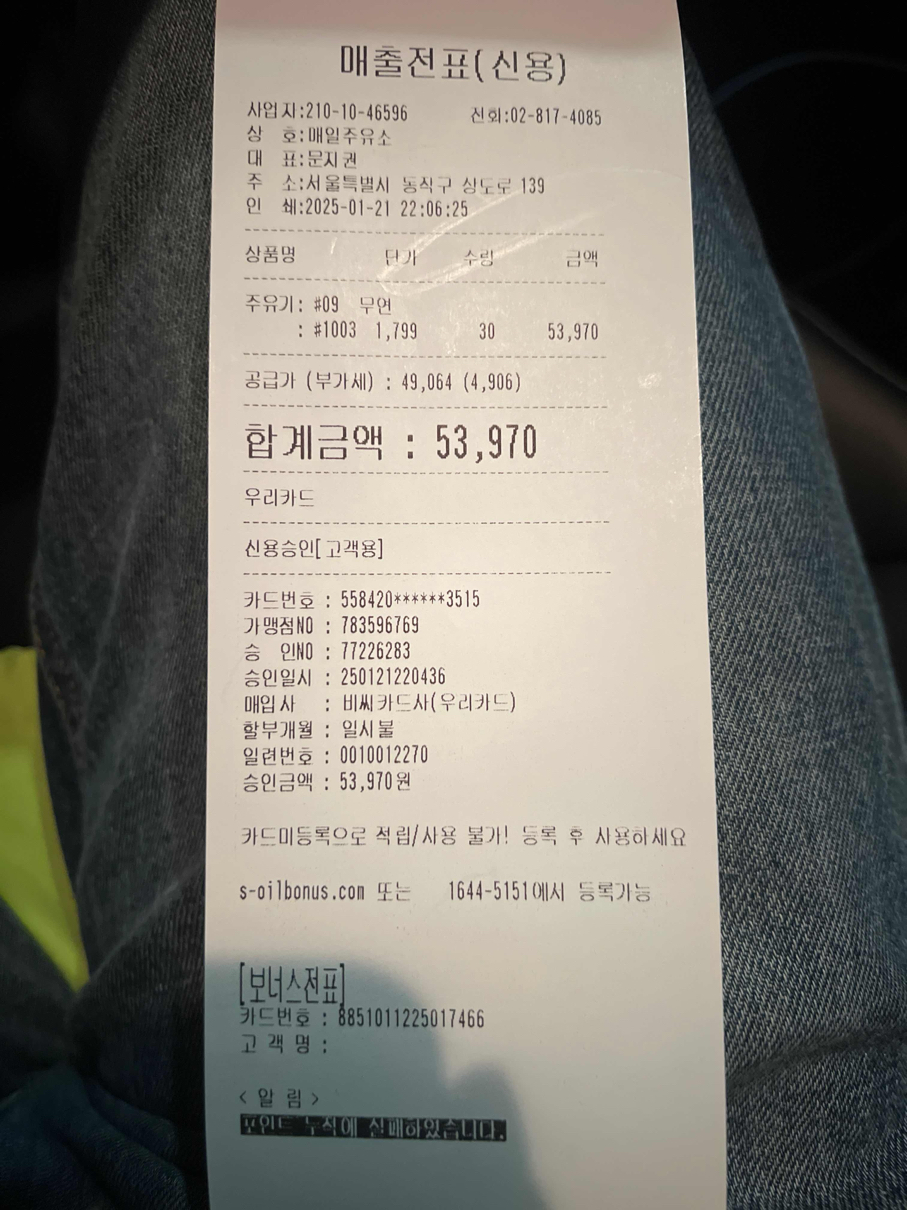 매출전표(신용)
사업자:210-10-46596 전화:02-817-4085
상 호:매일주유소
대 표:문지권
주 소:서울특별시 동작구 상도로 139
인 쇄:2025-01-21 22:06:25
상품명 단가 수량 금액
주유기: #09 무연
: #1003 1,799 30 53,970
공급가 (부가세) : 49,064 (4,906)
합계금액 : 53,970
우리카드
신용승인[고객용]
카드번호 : 558420******3515
가맹점NO : 783596769
승 인NO : 77226283
승인일시 : 250121220436
매입사 : 비씨카드사(우리카드)
할부개월 : 일시불
일련번호 : 0010012270
승인금액 : 53,970원
카드미등록으로 적립/사용 불가! 등록 후 사용하세요
s-oilbonus.com 또는 1644-5151에서 등록가능
[보너스전표]
카드번호 : 8851011225017466
고 객 명 :
< 알 림 >
포인트 누적에 실패하였습니다.